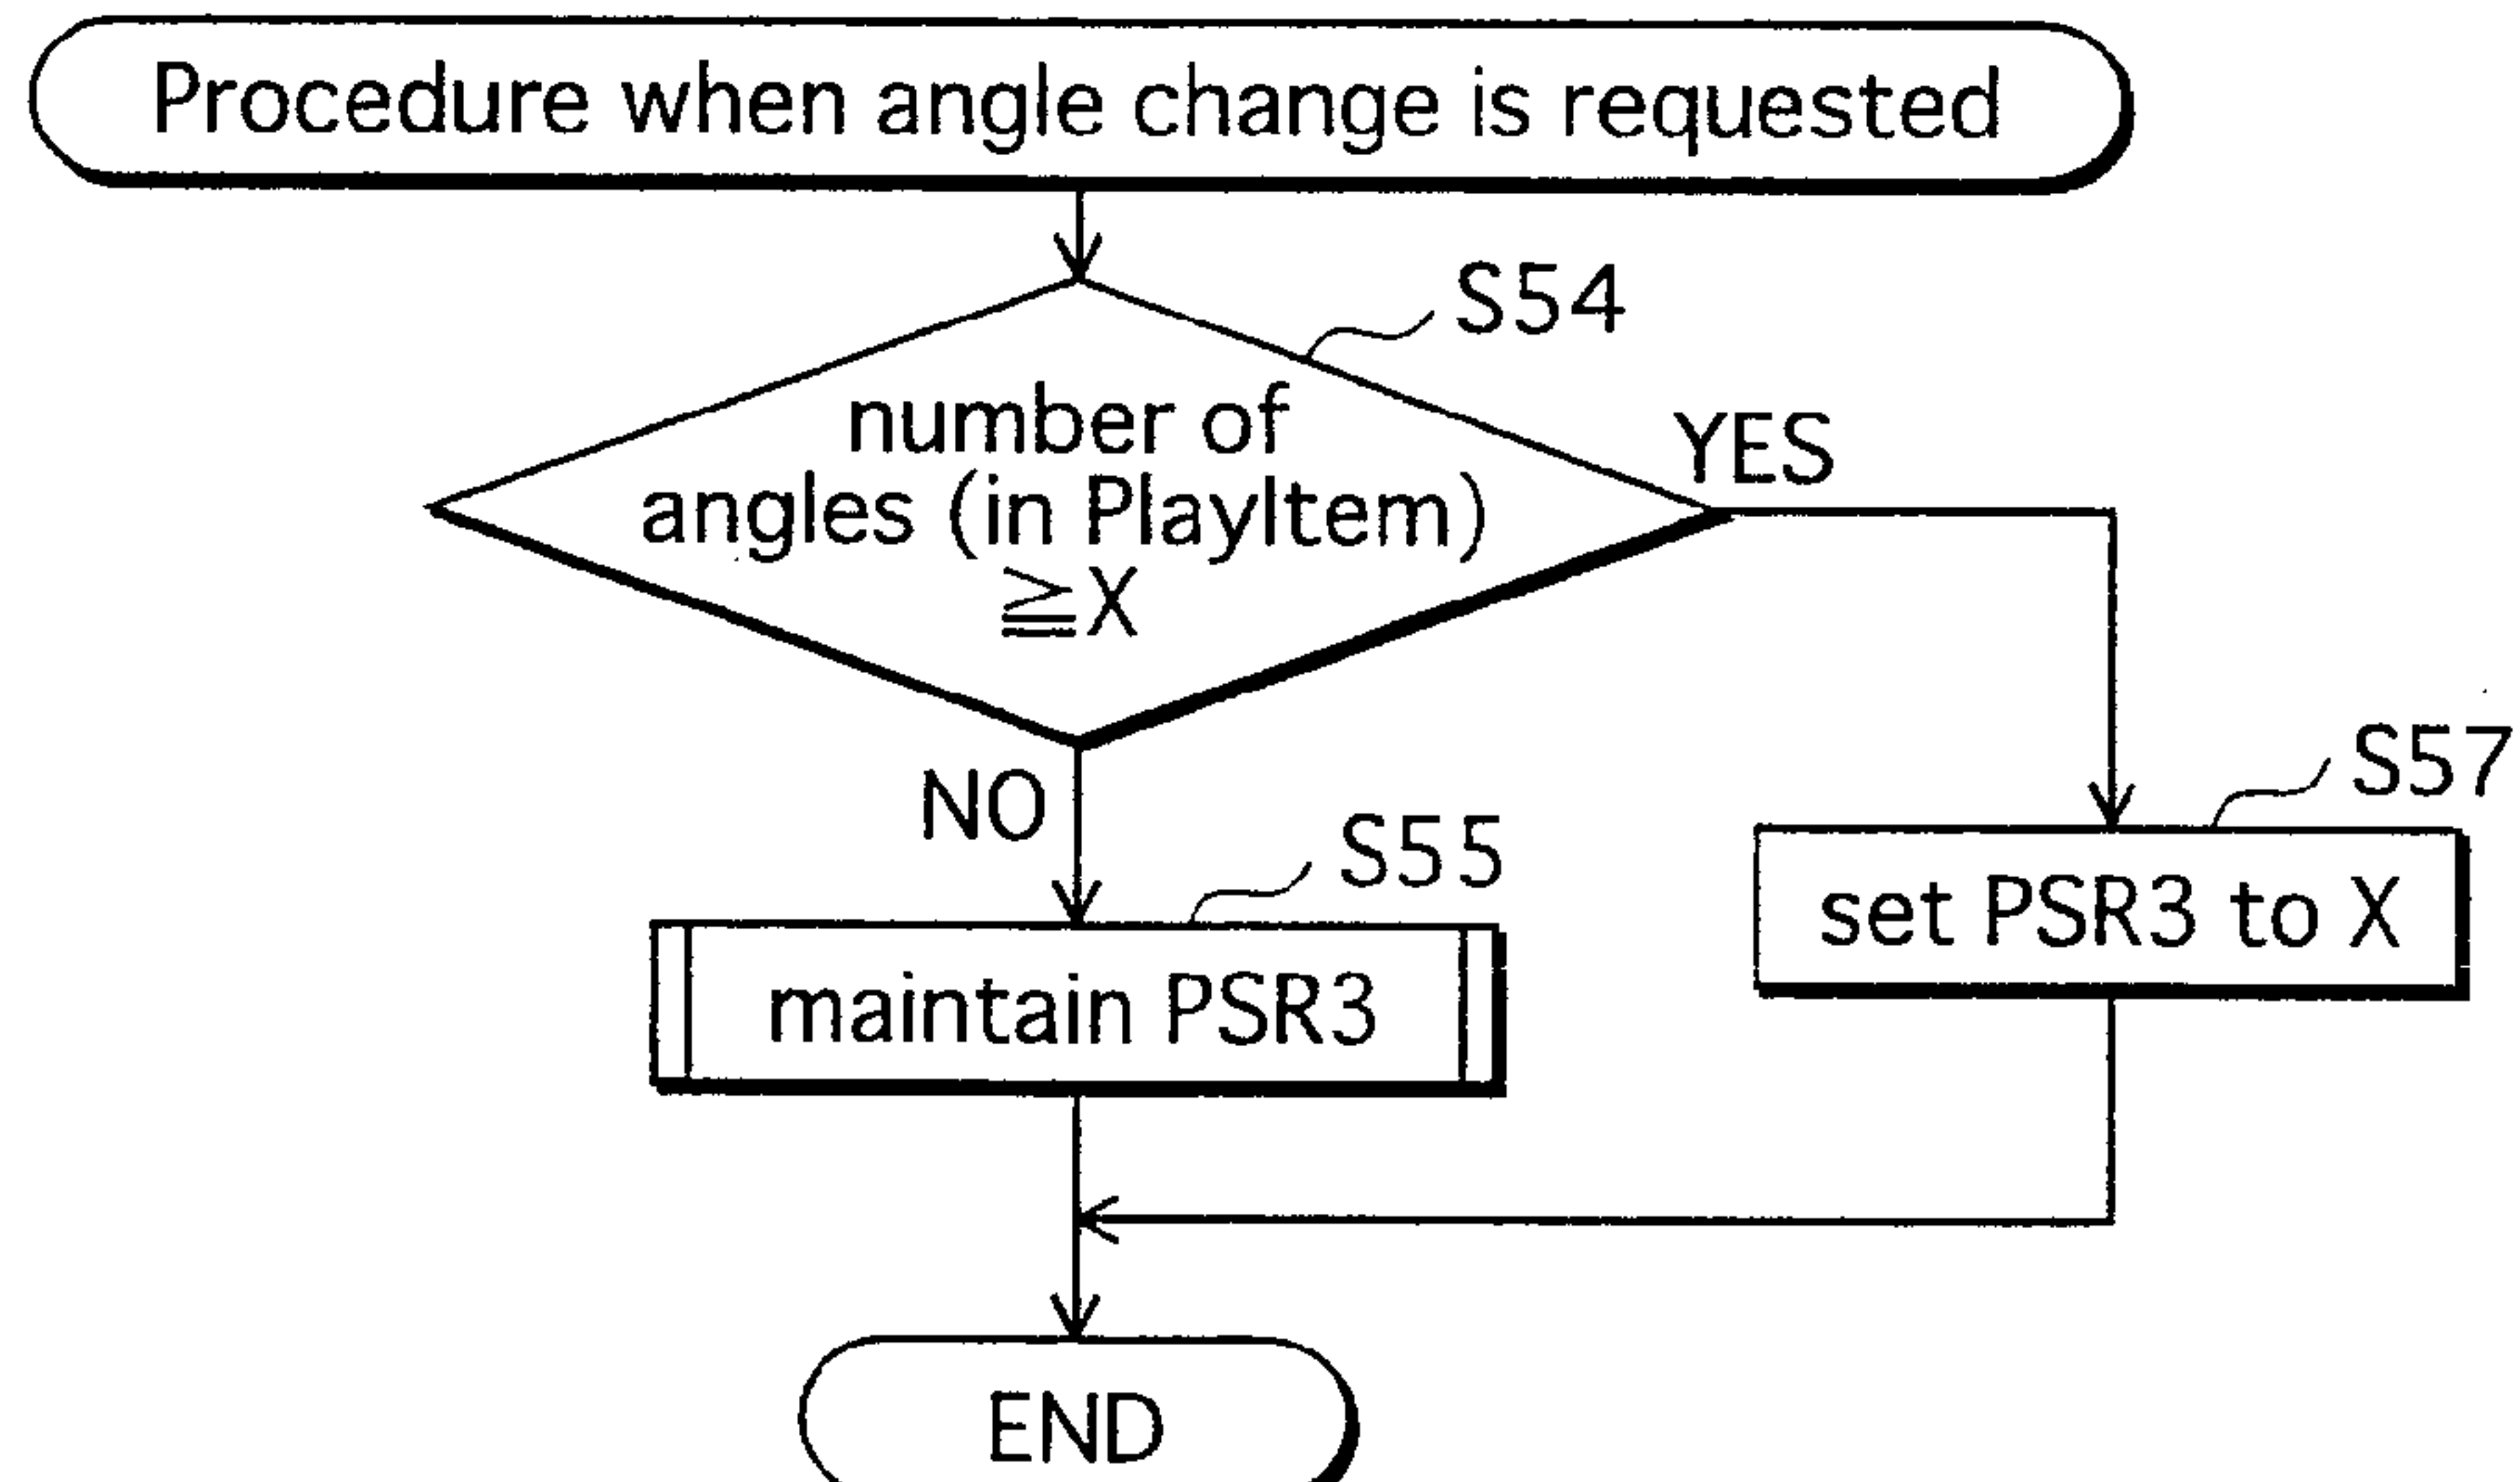 Procedure when angle change is requested
S54
number of
angles (in PlayItem)
≧X
YES
NO
S57
S55
set PSR3 to X
maintain PSR3
END